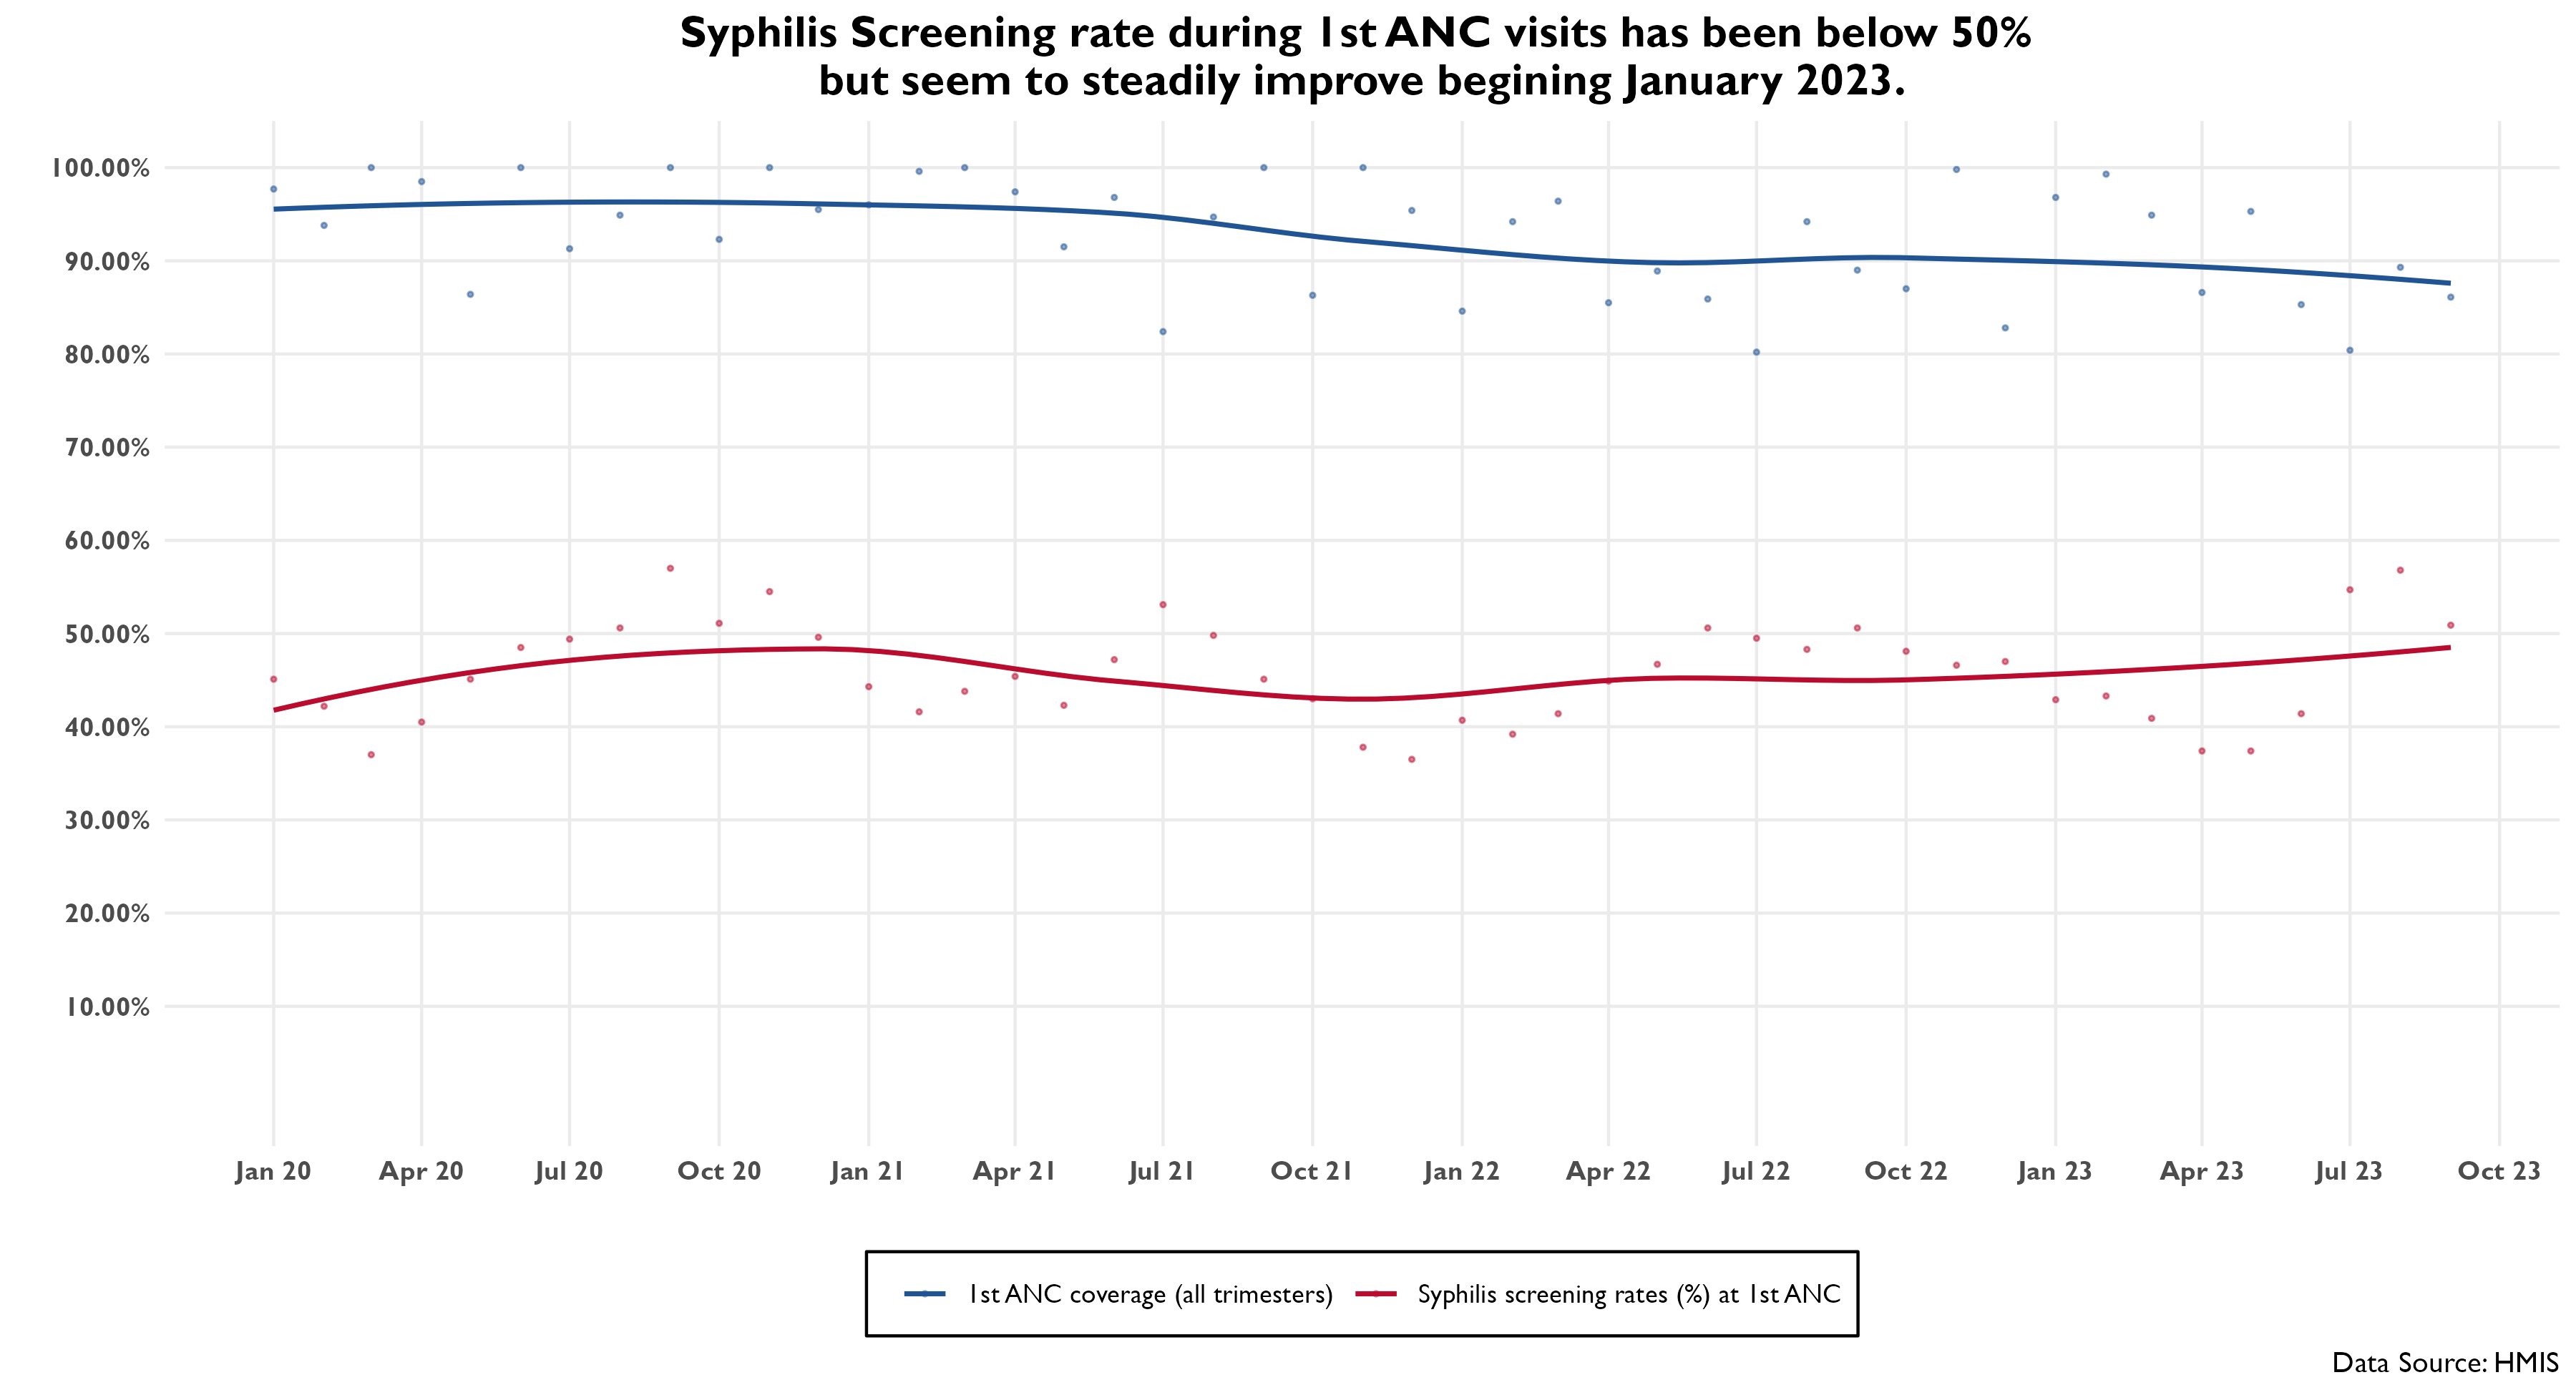 Syphilis Screening rate during 1st ANC visits has been below 50%
but seem to steadily improve begining January 2023.
100.00%
90.00%
80.00%
70.00%
60.00%
50.00%
40.00%
30.00%
20.00%
10.00%
Jan 20 Apr 20 Jul 20 Oct 20 Jan 21 Apr 21 Jul 21 Oct 21 Jan 22 Apr 22 Jul 22 Oct 22 Jan 23 Apr 23 Jul 23 Oct 23
1st ANC coverage (all trimesters) Syphilis screening rates (%) at 1st ANC
Data Source: HMIS